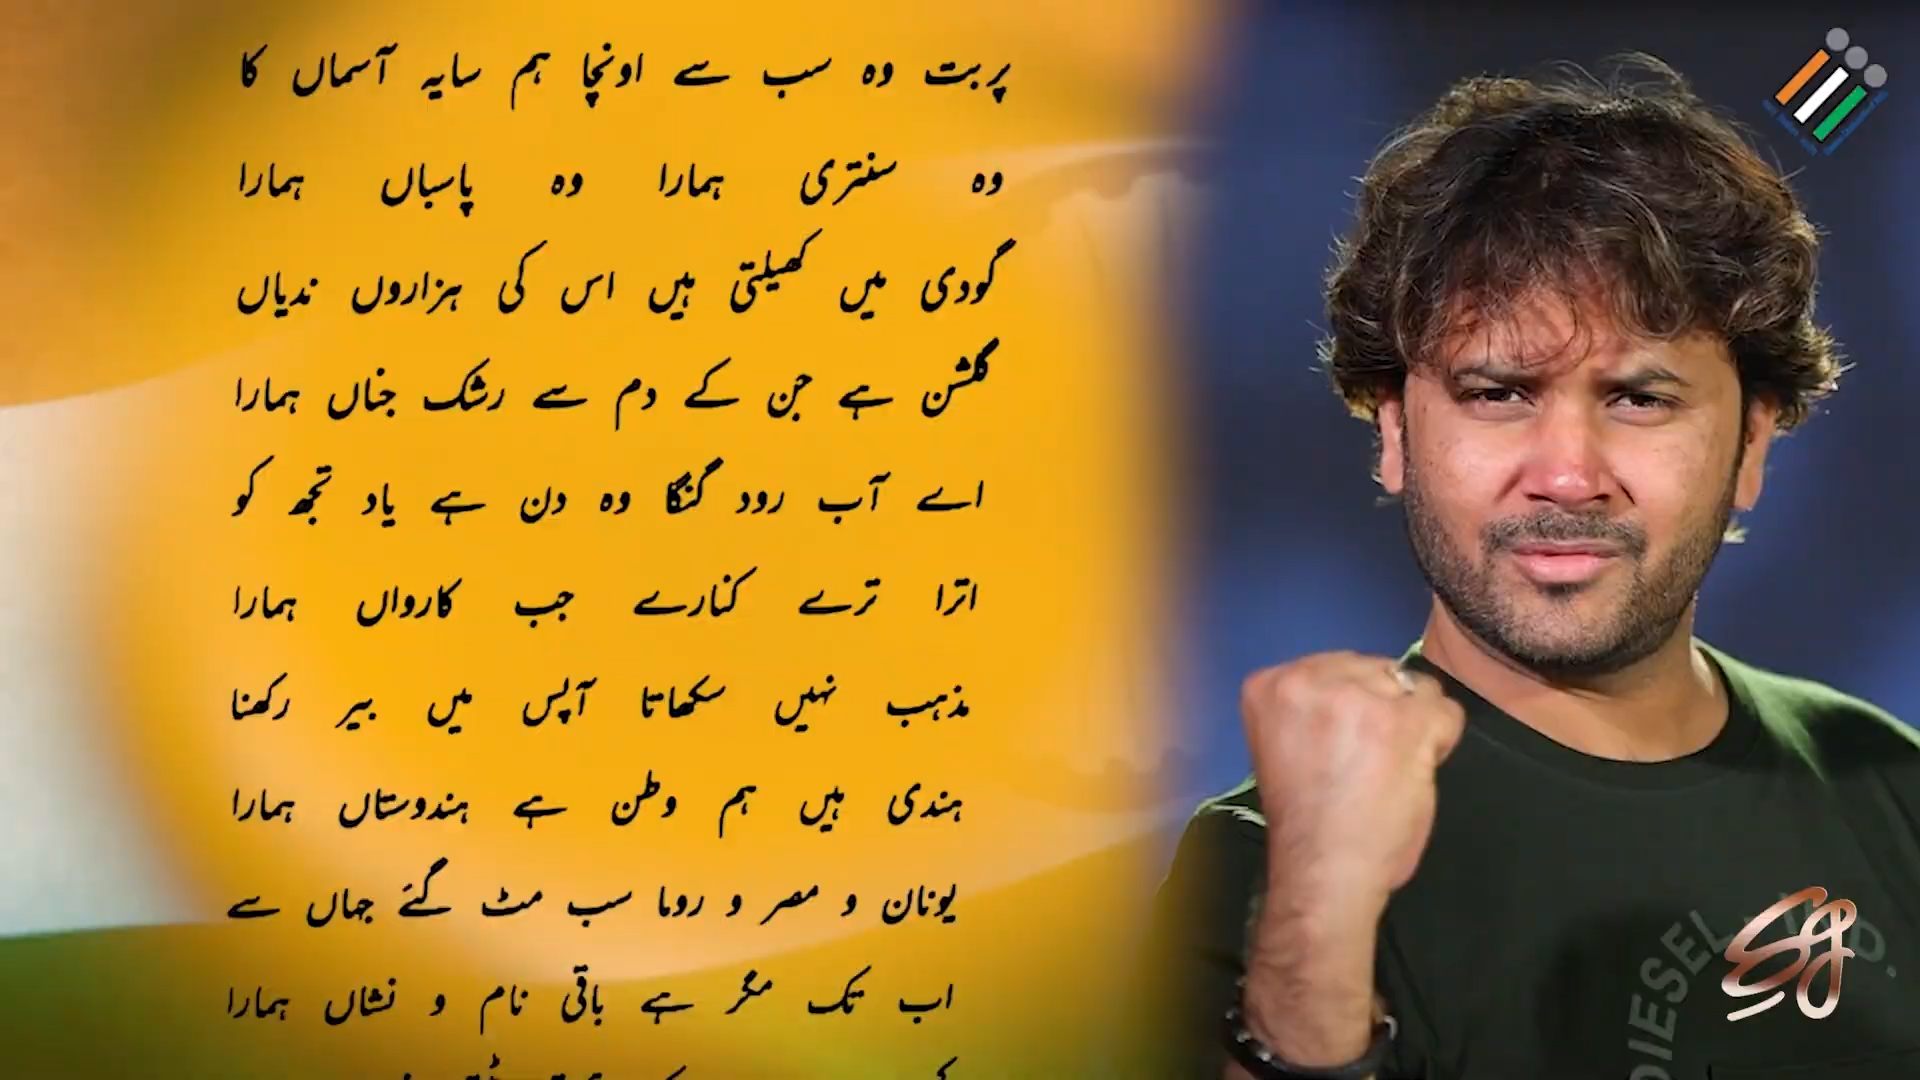 پربت وہ سب سے اونچا ہم سایہ آسماں کا
وہ سنتری ہمارا وہ پاسباں ہمارا
گودی میں کھیلتی ہیں اس کی ہزاروں ندیاں
گلشن ہے جن کے دم سے رشک جناں ہمارا
اے آب رود گنگا وہ دن ہے یاد تجھ کو
اترا ترے کنارے جب کارواں ہمارا
مذہب نہیں سکھاتا آپس میں بیر رکھنا
ہندی ہیں ہم وطن ہے ہندوستاں ہمارا
یونان و مصر و روما سب مٹ گئے جہاں سے
اب تک مگر ہے باقی نام و نشاں ہمارا
DIESEL
Sg